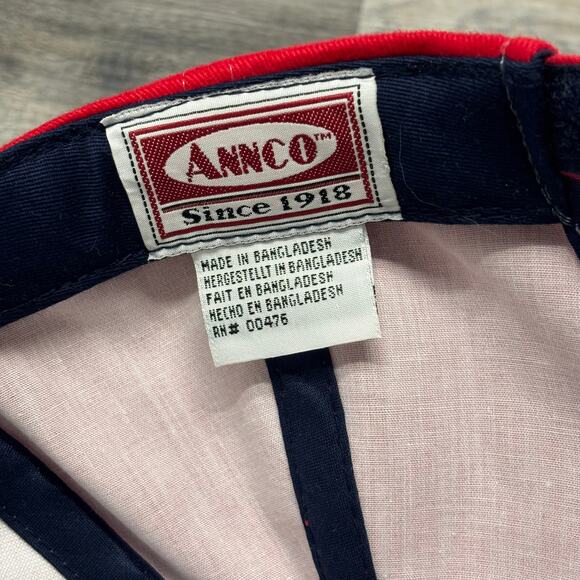 ANNCO™
Since 1918
MADE IN BANGLADESH
HERGESTELLT IN BANGLADESH
FAIT EN BANGLADESH
HECHO EN BANGLADESH
RN# 00476